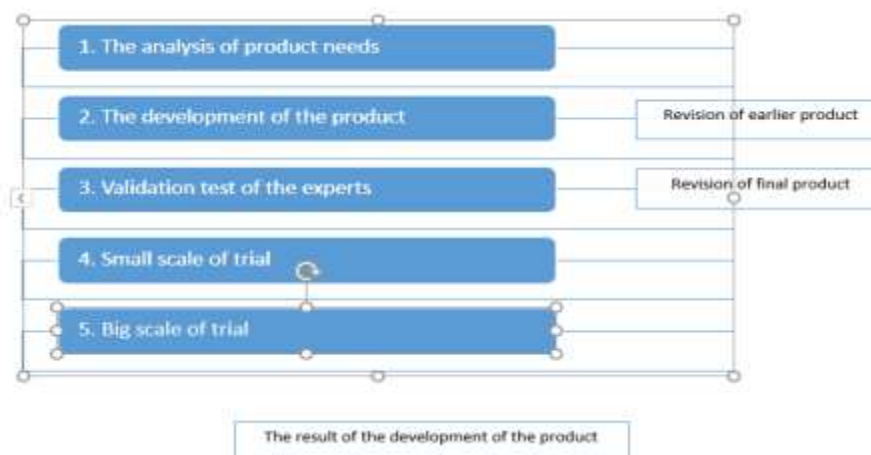 1. The analysis of product needs
2. The development of the product
Revision of earlier product
3. Validation test of the experts
Revision of final product
4. Small scale of trial
5. Big scale of trial
The result of the development of the product